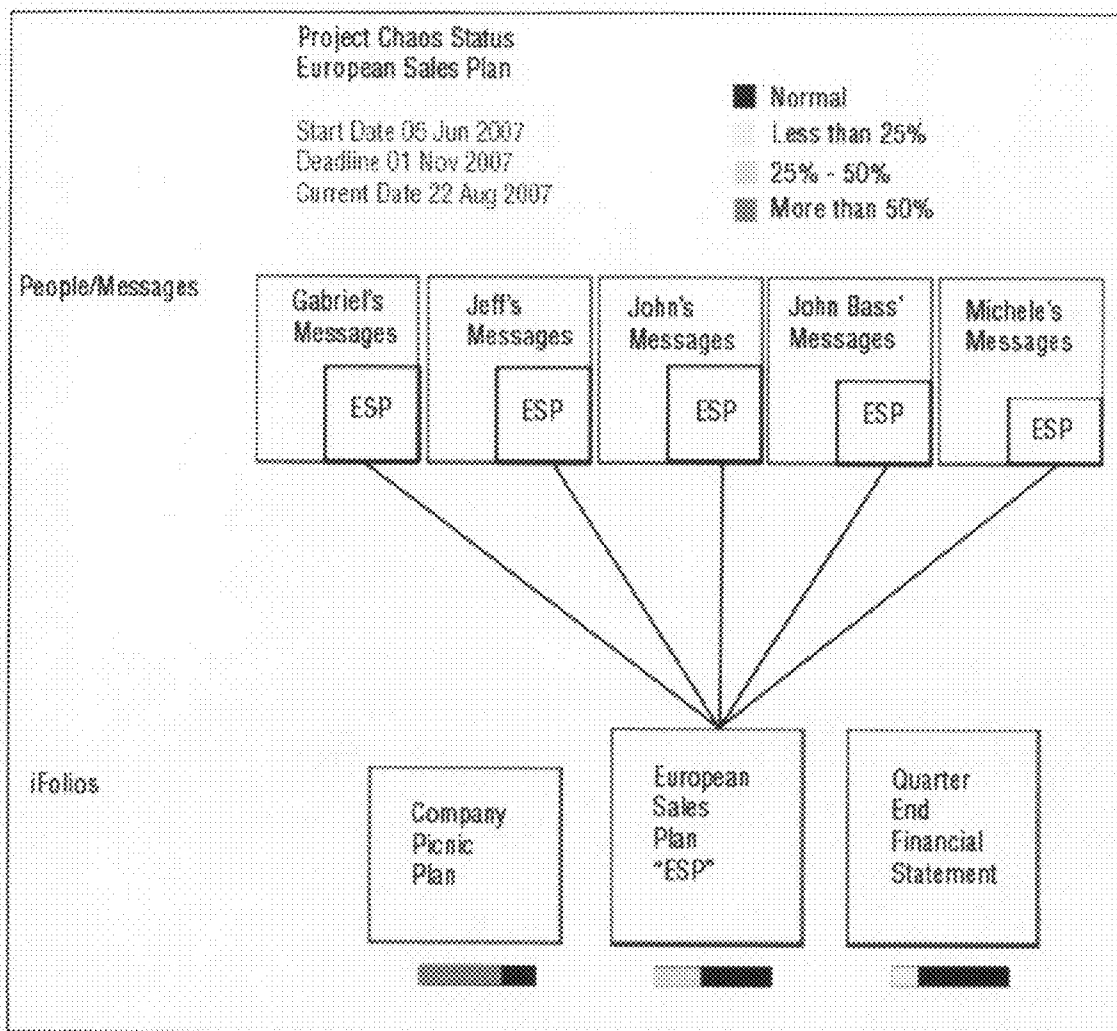 Project Chaos Status
European Sales Plan
Start Date 05 Jun 2007
Deadline 01 Nov 2007
Current Date 22 Aug 2007
Normal
Less than 25%
25% - 50%
More than 50%
People/Messages
Gabriel's
Messages
ESP
Jeff's
Messages
ESP
John's
Messages
ESP
John Bass'
Messages
ESP
Michele's
Messages
ESP
iFolios
Company
Picnic
Plan
European
Sales
Plan
"ESP"
Quarter
End
Financial
Statement